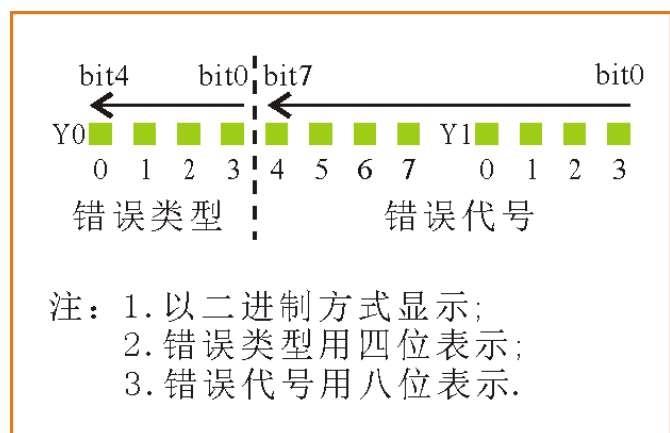 bit4 bit0 bit7 bit0
Y0 Y1
0 1 2 3 4 5 6 7 0 1 2 3
错误类型 错误代号
注：1.以二进制方式显示;
2.错误类型用四位表示;
3.错误代号用八位表示.